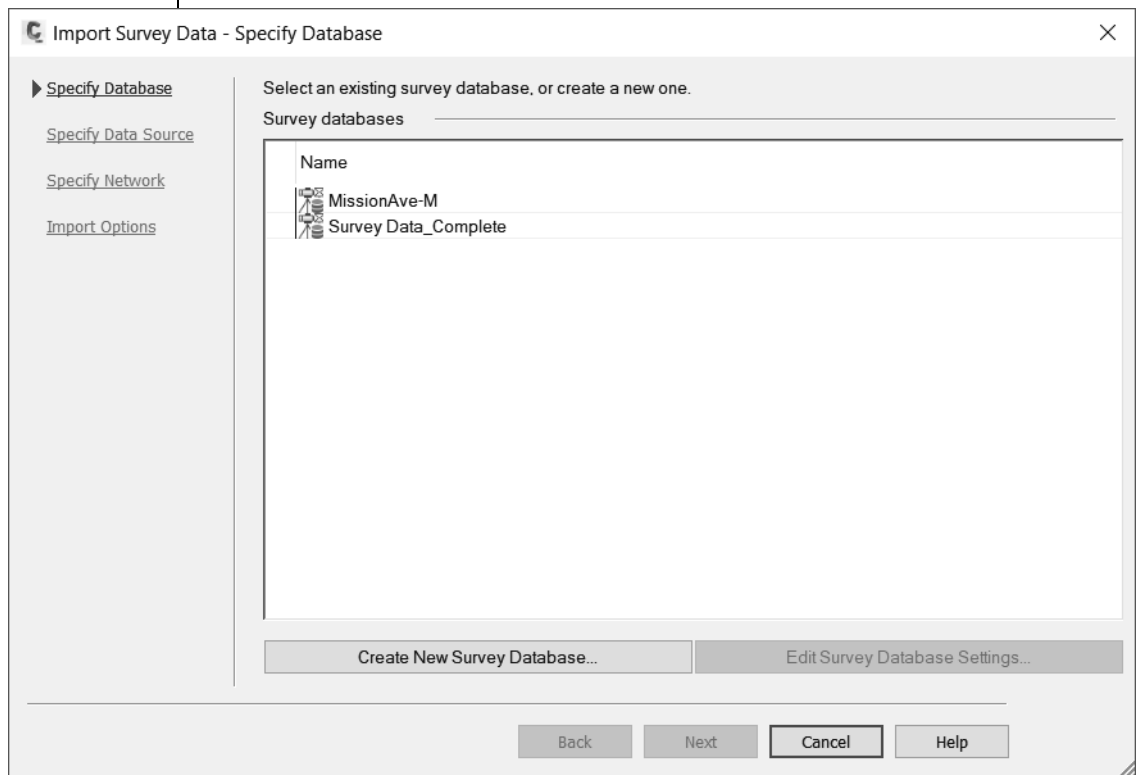 Import Survey Data - Specify Database
Specify Database
Specify Data Source
Specify Network
Import Options
Select an existing survey database, or create a new one.
Survey databases
Name
MissionAve-M
Survey Data_Complete
Create New Survey Database...
Edit Survey Database Settings...
Back
Next
Cancel
Help